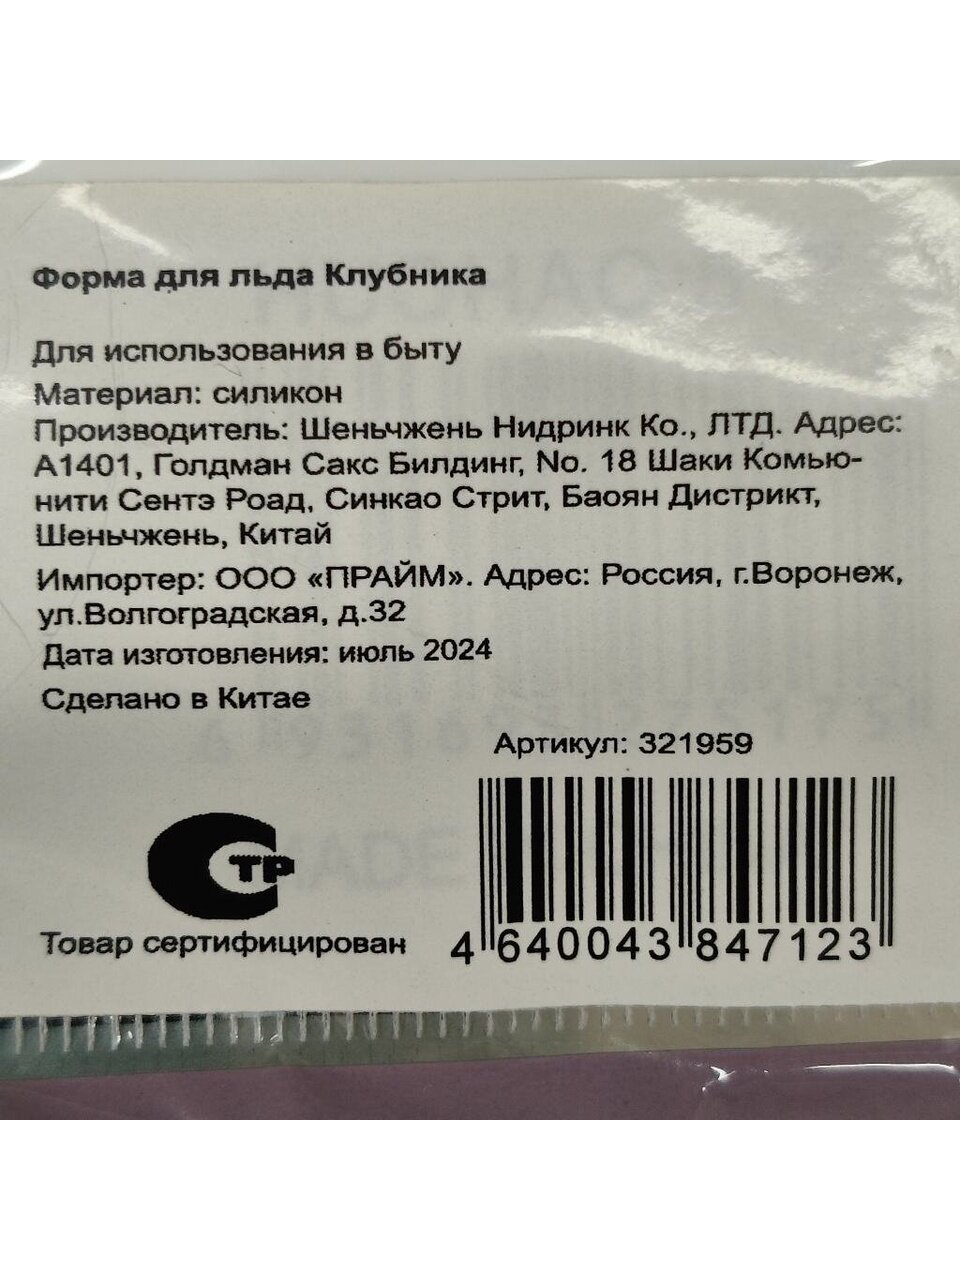 Форма для льда Клубника
Для использования в быту
Материал: силикон
Производитель: Шеньчжень Нидринк Ко., ЛТД. Адрес:
А1401, Голдман Сакс Билдинг, No. 18 Шаки Комью-
нити Сентэ Роад, Синкао Стрит, Баоян Дистрикт,
Шеньчжень, Китай
Импортер: ООО «ПРАЙМ». Адрес: Россия, г.Воронеж,
ул.Волгоградская, д.32
Дата изготовления: июль 2024
Сделано в Китае
Артикул: 321959
СТР
MADE
Товар сертифицирован
4 640043 847123